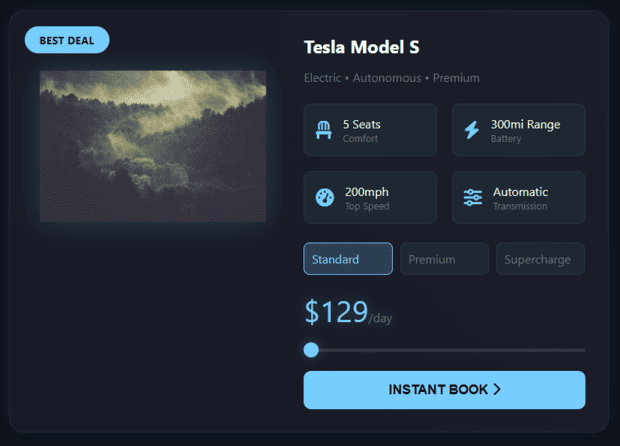 BEST DEAL
Tesla Model S
Electric • Autonomous • Premium
5 Seats
Comfort
300mi Range
Battery
200mph
Top Speed
Automatic
Transmission
Standard
Premium
Supercharge
$129/day
INSTANT BOOK